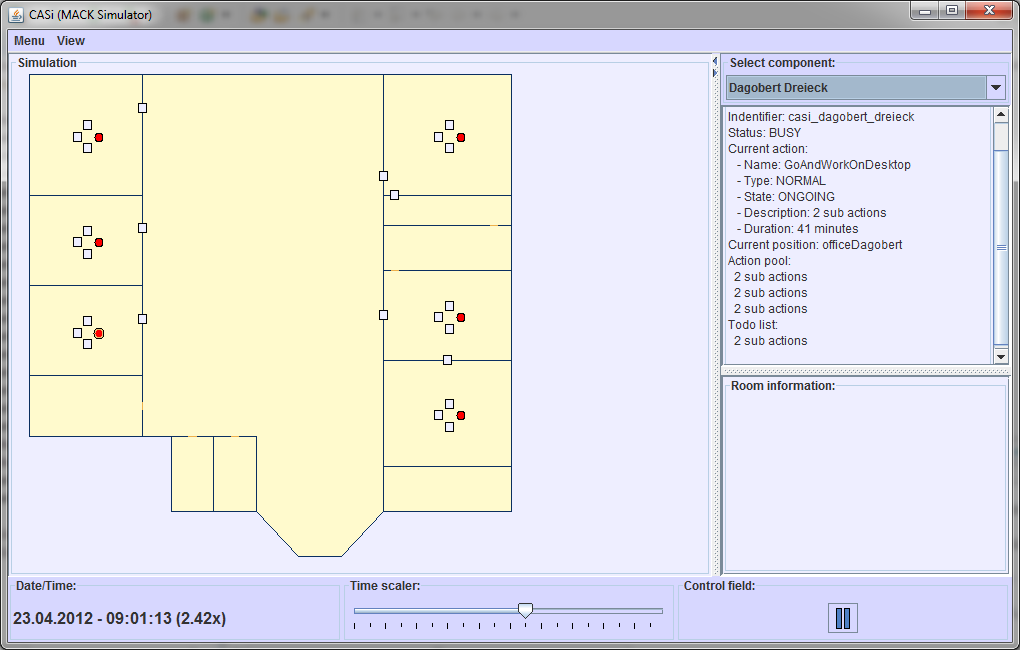 CASi (MACK Simulator)
Menu View
Simulation
Select component:
Dagobert Dreieck
Indentifier: casi_dagobert_dreieck
Status: BUSY
Current action:
- Name: GoAndWorkOnDesktop
- Type: NORMAL
- State: ONGOING
- Description: 2 sub actions
- Duration: 41 minutes
Current position: officeDagobert
Action pool:
2 sub actions
2 sub actions
2 sub actions
Todo list:
2 sub actions
Room information:
Date/Time:
23.04.2012 - 09:01:13 (2.42x)
Time scaler:
Control field: